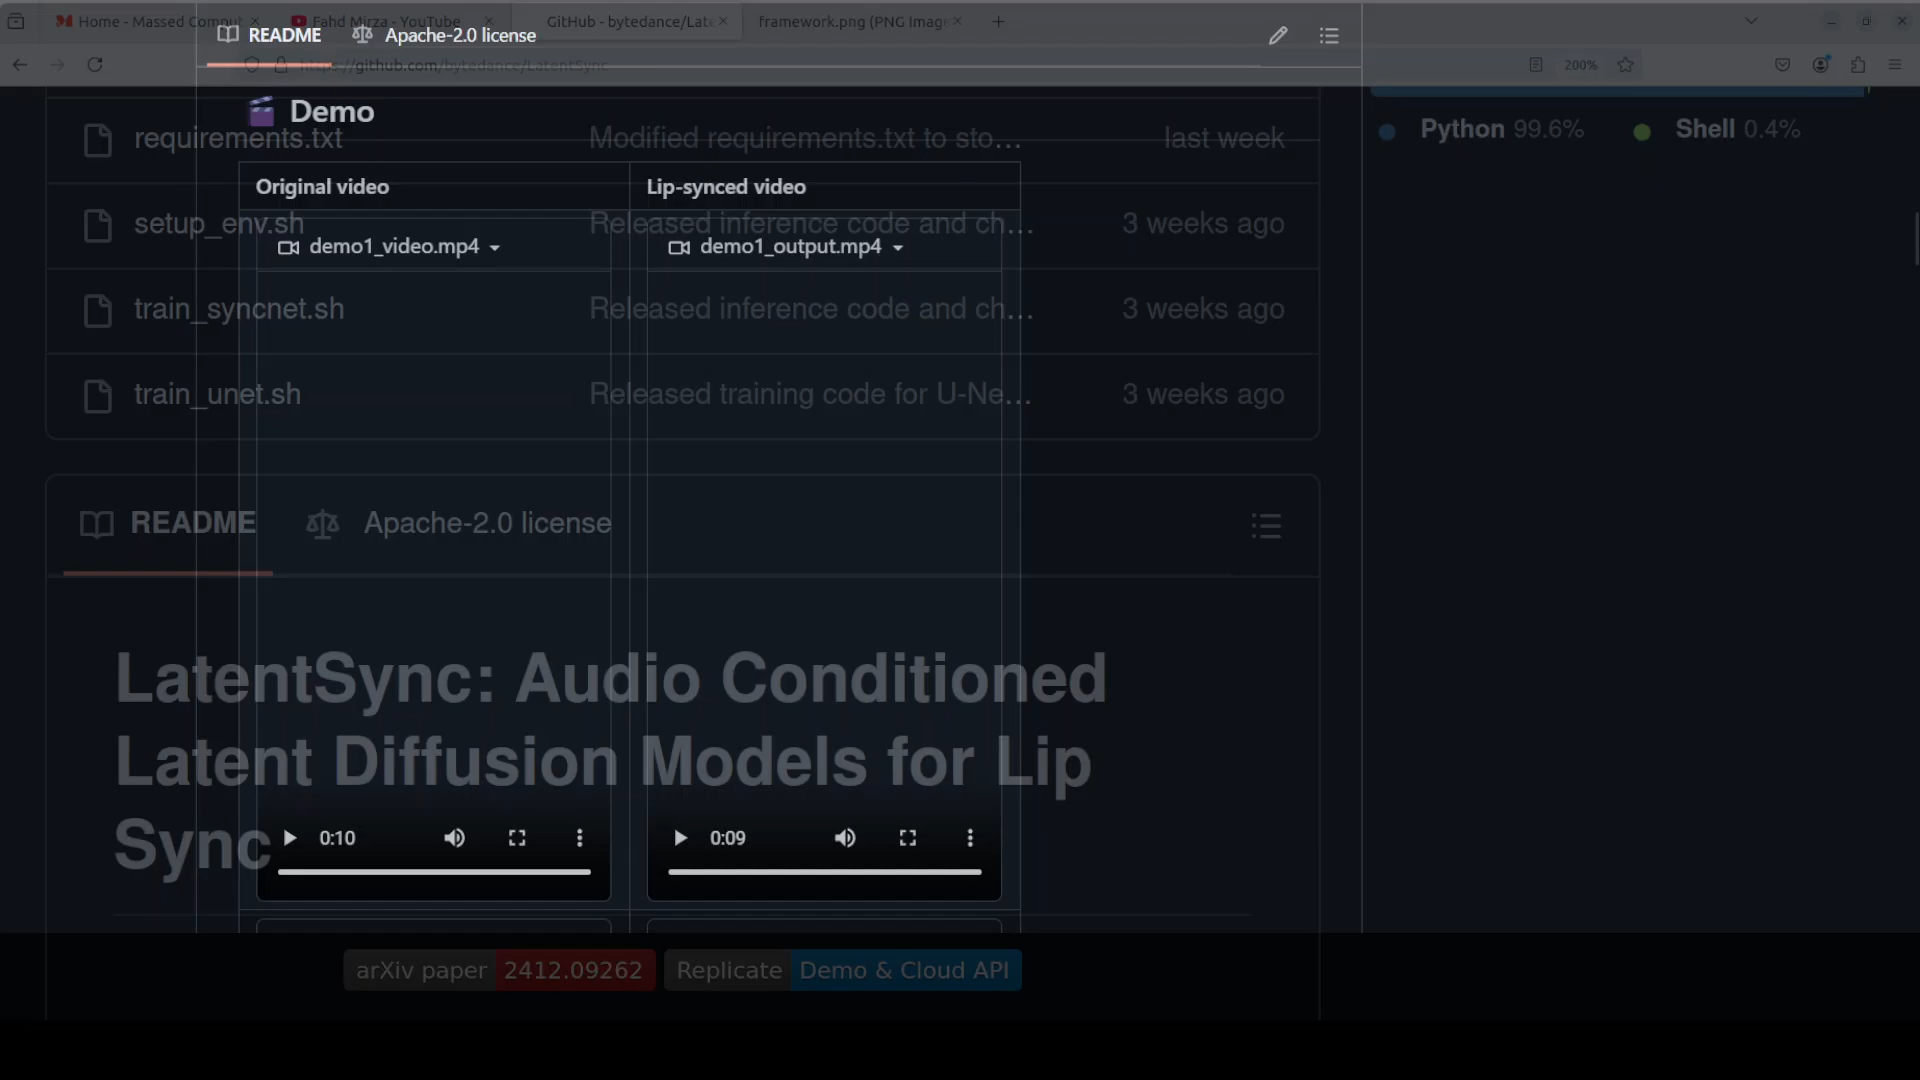 Home - Massed Comput
Fahd Mirza - YouTube
GitHub - bytedance/Late
framework.png (PNG Image
README
Apache-2.0 license
https://github.com/bytedance/LatentSync
200%
Demo
requirements.txt
Modified requirements.txt to sto…
last week
Python 99.6%
Shell 0.4%
Original video
Lip-synced video
setup_env.sh
Released inference code and ch…
3 weeks ago
demo1_video.mp4
demo1_output.mp4
train_syncnet.sh
Released inference code and ch…
3 weeks ago
train_unet.sh
Released training code for U-Ne…
3 weeks ago
README
Apache-2.0 license
LatentSync: Audio Conditioned
Latent Diffusion Models for Lip
Sync
0:10
0:09
arXiv paper 2412.09262
Replicate Demo & Cloud API